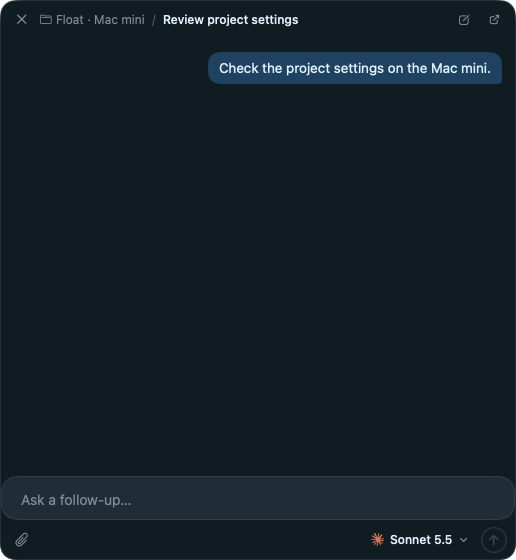 Float · Mac mini / Review project settings
Check the project settings on the Mac mini.
Ask a follow-up...
Sonnet 5.5